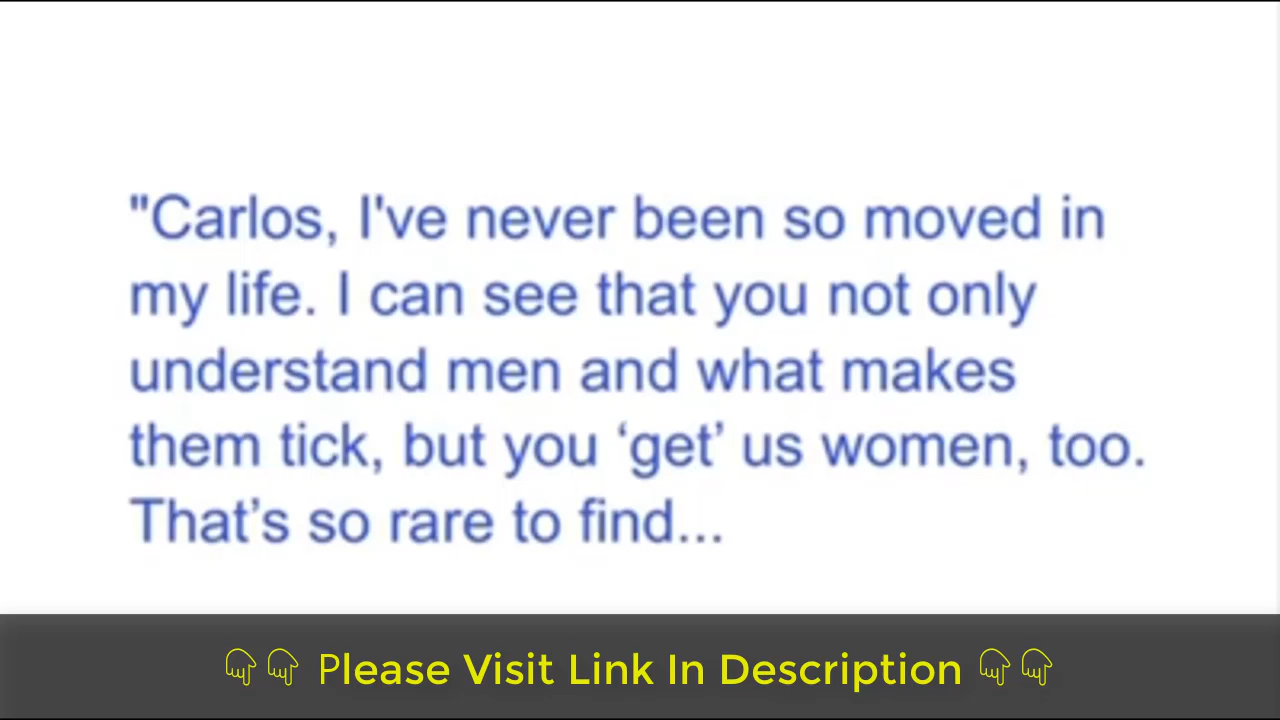 "Carlos, I've never been so moved in
my life. I can see that you not only
understand men and what makes
them tick, but you ‘get’ us women, too.
That’s so rare to find...
👇👇 Please Visit Link In Description 👇👇